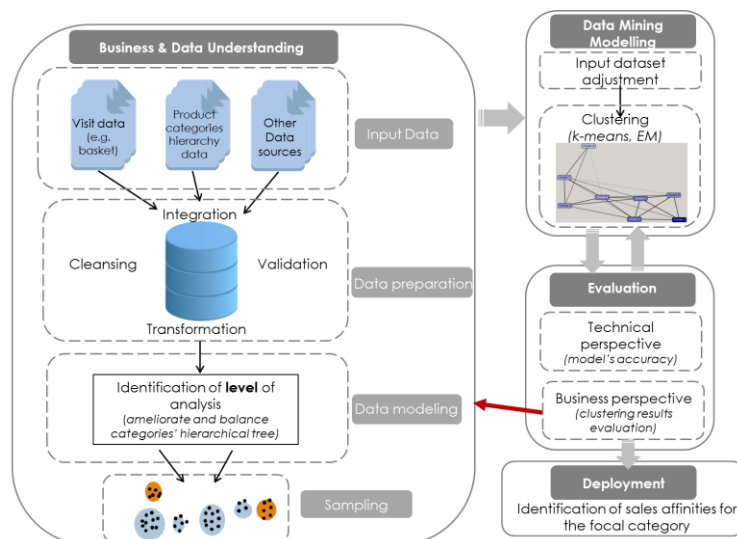 Business & Data Understanding
Visit data
(e.g.
basket)
Product
categories
hierarchy
data
Other
Data
sources
Input Data
Integration
Cleansing
Validation
Transformation
Data preparation
Identification of level of
analysis
(ameliorate and balance
categories' hierarchical tree)
Data modeling
Sampling
Data Mining
Modelling
Input dataset
adjustment
Clustering
(k-means, EM)
Evaluation
Technical
perspective
(model's accuracy)
Business perspective
(clustering results
evaluation)
Deployment
Identification of sales affinities for
the focal category